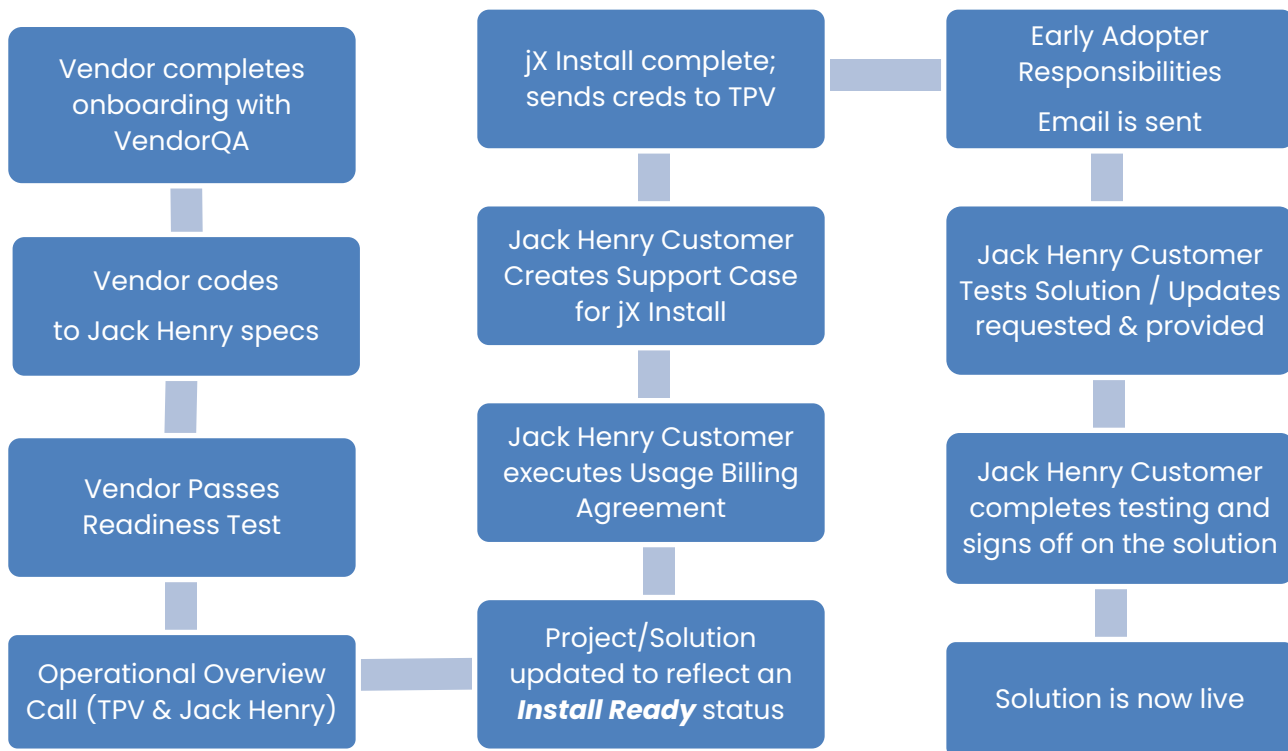 Vendor completes
onboarding with
VendorQA
Vendor codes
to Jack Henry specs
Vendor Passes
Readiness Test
Operational Overview
Call (TPV & Jack Henry)
Project/Solution
updated to reflect an
Install Ready status
Jack Henry Customer
executes Usage Billing
Agreement
Jack Henry Customer
Creates Support Case
for jX Install
jX Install complete;
sends creds to TPV
Early Adopter
Responsibilities
Email is sent
Jack Henry Customer
Tests Solution / Updates
requested & provided
Jack Henry Customer
completes testing and
signs off on the solution
Solution is now live